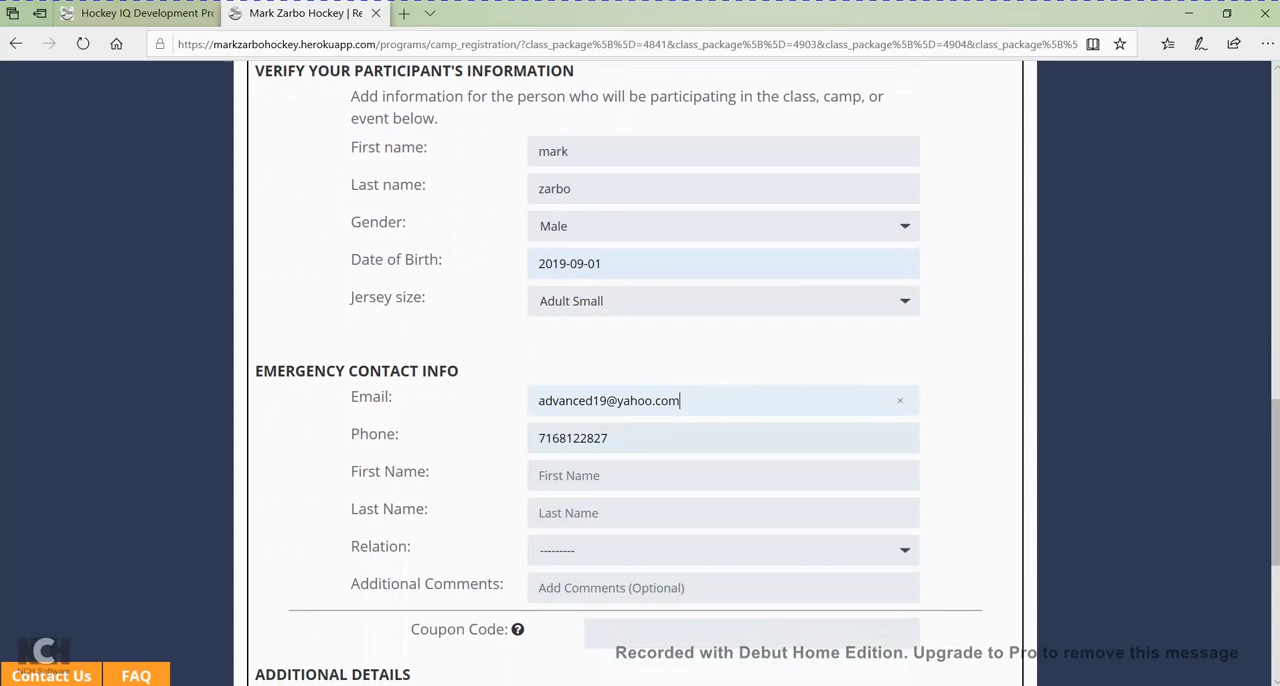 Hockey IQ Development Pr
Mark Zarbo Hockey | Re
https://markzarbohockey.herokuapp.com/programs/camp_registration/?class_package%5B%5D=4841&class_package%5B%5D=4903&class_package%5B%5D=4904&class_package%5B%5
VERIFY YOUR PARTICIPANT'S INFORMATION
Add information for the person who will be participating in the class, camp, or
event below.
First name: mark
Last name: zarbo
Gender: Male
Date of Birth: 2019-09-01
Jersey size: Adult Small
EMERGENCY CONTACT INFO
Email: advanced19@yahoo.com
Phone: 7168122827
First Name: First Name
Last Name: Last Name
Relation: ---------
Additional Comments: Add Comments (Optional)
Coupon Code:
Recorded with Debut Home Edition. Upgrade to Pro to remove this message
NCH
NCH Software
Contact Us
FAQ
ADDITIONAL DETAILS